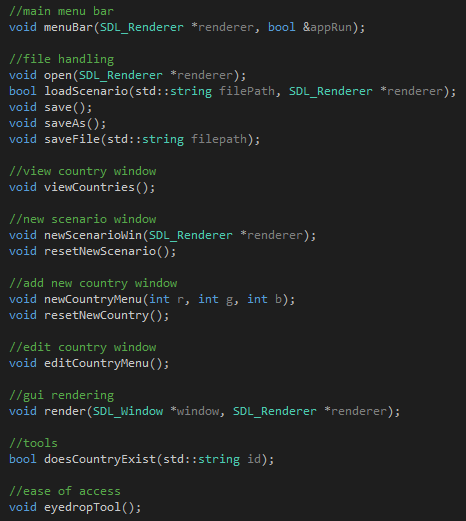 //main menu bar
void menuBar(SDL_Renderer *renderer, bool &appRun);
//file handling
void open(SDL_Renderer *renderer);
bool loadScenario(std::string filePath, SDL_Renderer *renderer);
void save();
void saveAs();
void saveFile(std::string filepath);
//view country window
void viewCountries();
//new scenario window
void newScenarioWin(SDL_Renderer *renderer);
void resetNewScenario();
//add new country window
void newCountryMenu(int r, int g, int b);
void resetNewCountry();
//edit country window
void editCountryMenu();
//gui rendering
void render(SDL_Window *window, SDL_Renderer *renderer);
//tools
bool doesCountryExist(std::string id);
//ease of access
void eyedropTool();